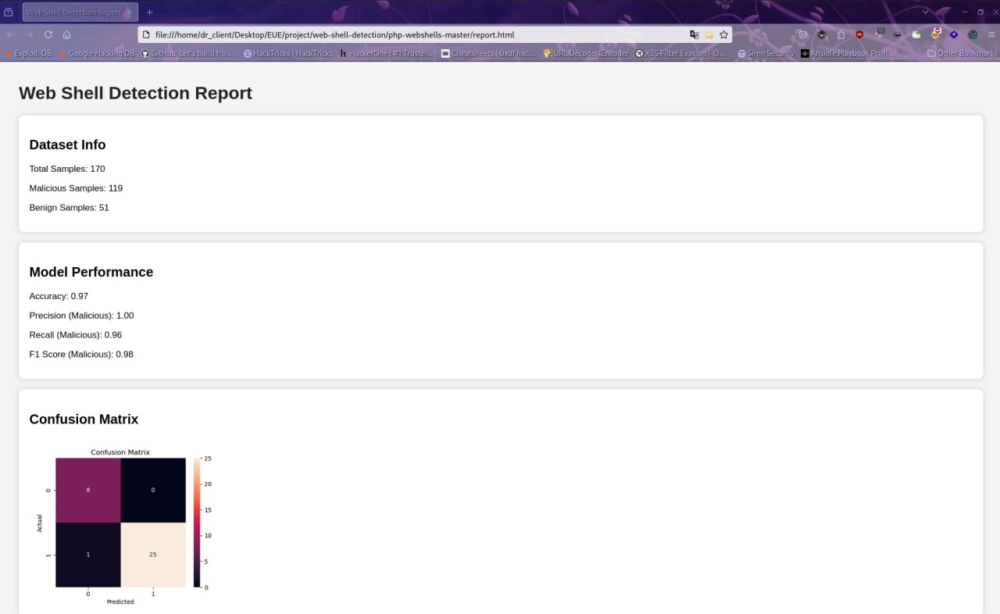 Web Shell Detection Report
file:///home/dr_client/Desktop/EUE/project/web-shell-detection/php-webshells-master/report.html
Exploit-DB
Google Hacking DB
GitHub: Let's build fro...
HackTricks | HackTricks
HackerOne | #1 Truste...
Cheatsheets | 0xdf hac...
URL Decoder/Encoder
XSS Filter Evasion - O...
Siren Security
Ansible Playbook Privil...
Other Bookmarks
Web Shell Detection Report
Dataset Info
Total Samples: 170
Malicious Samples: 119
Benign Samples: 51
Model Performance
Accuracy: 0.97
Precision (Malicious): 1.00
Recall (Malicious): 0.96
F1 Score (Malicious): 0.98
Confusion Matrix
Confusion Matrix
25
20
15
10
5
0
Actual
0
8
0
1
1
25
0
1
Predicted